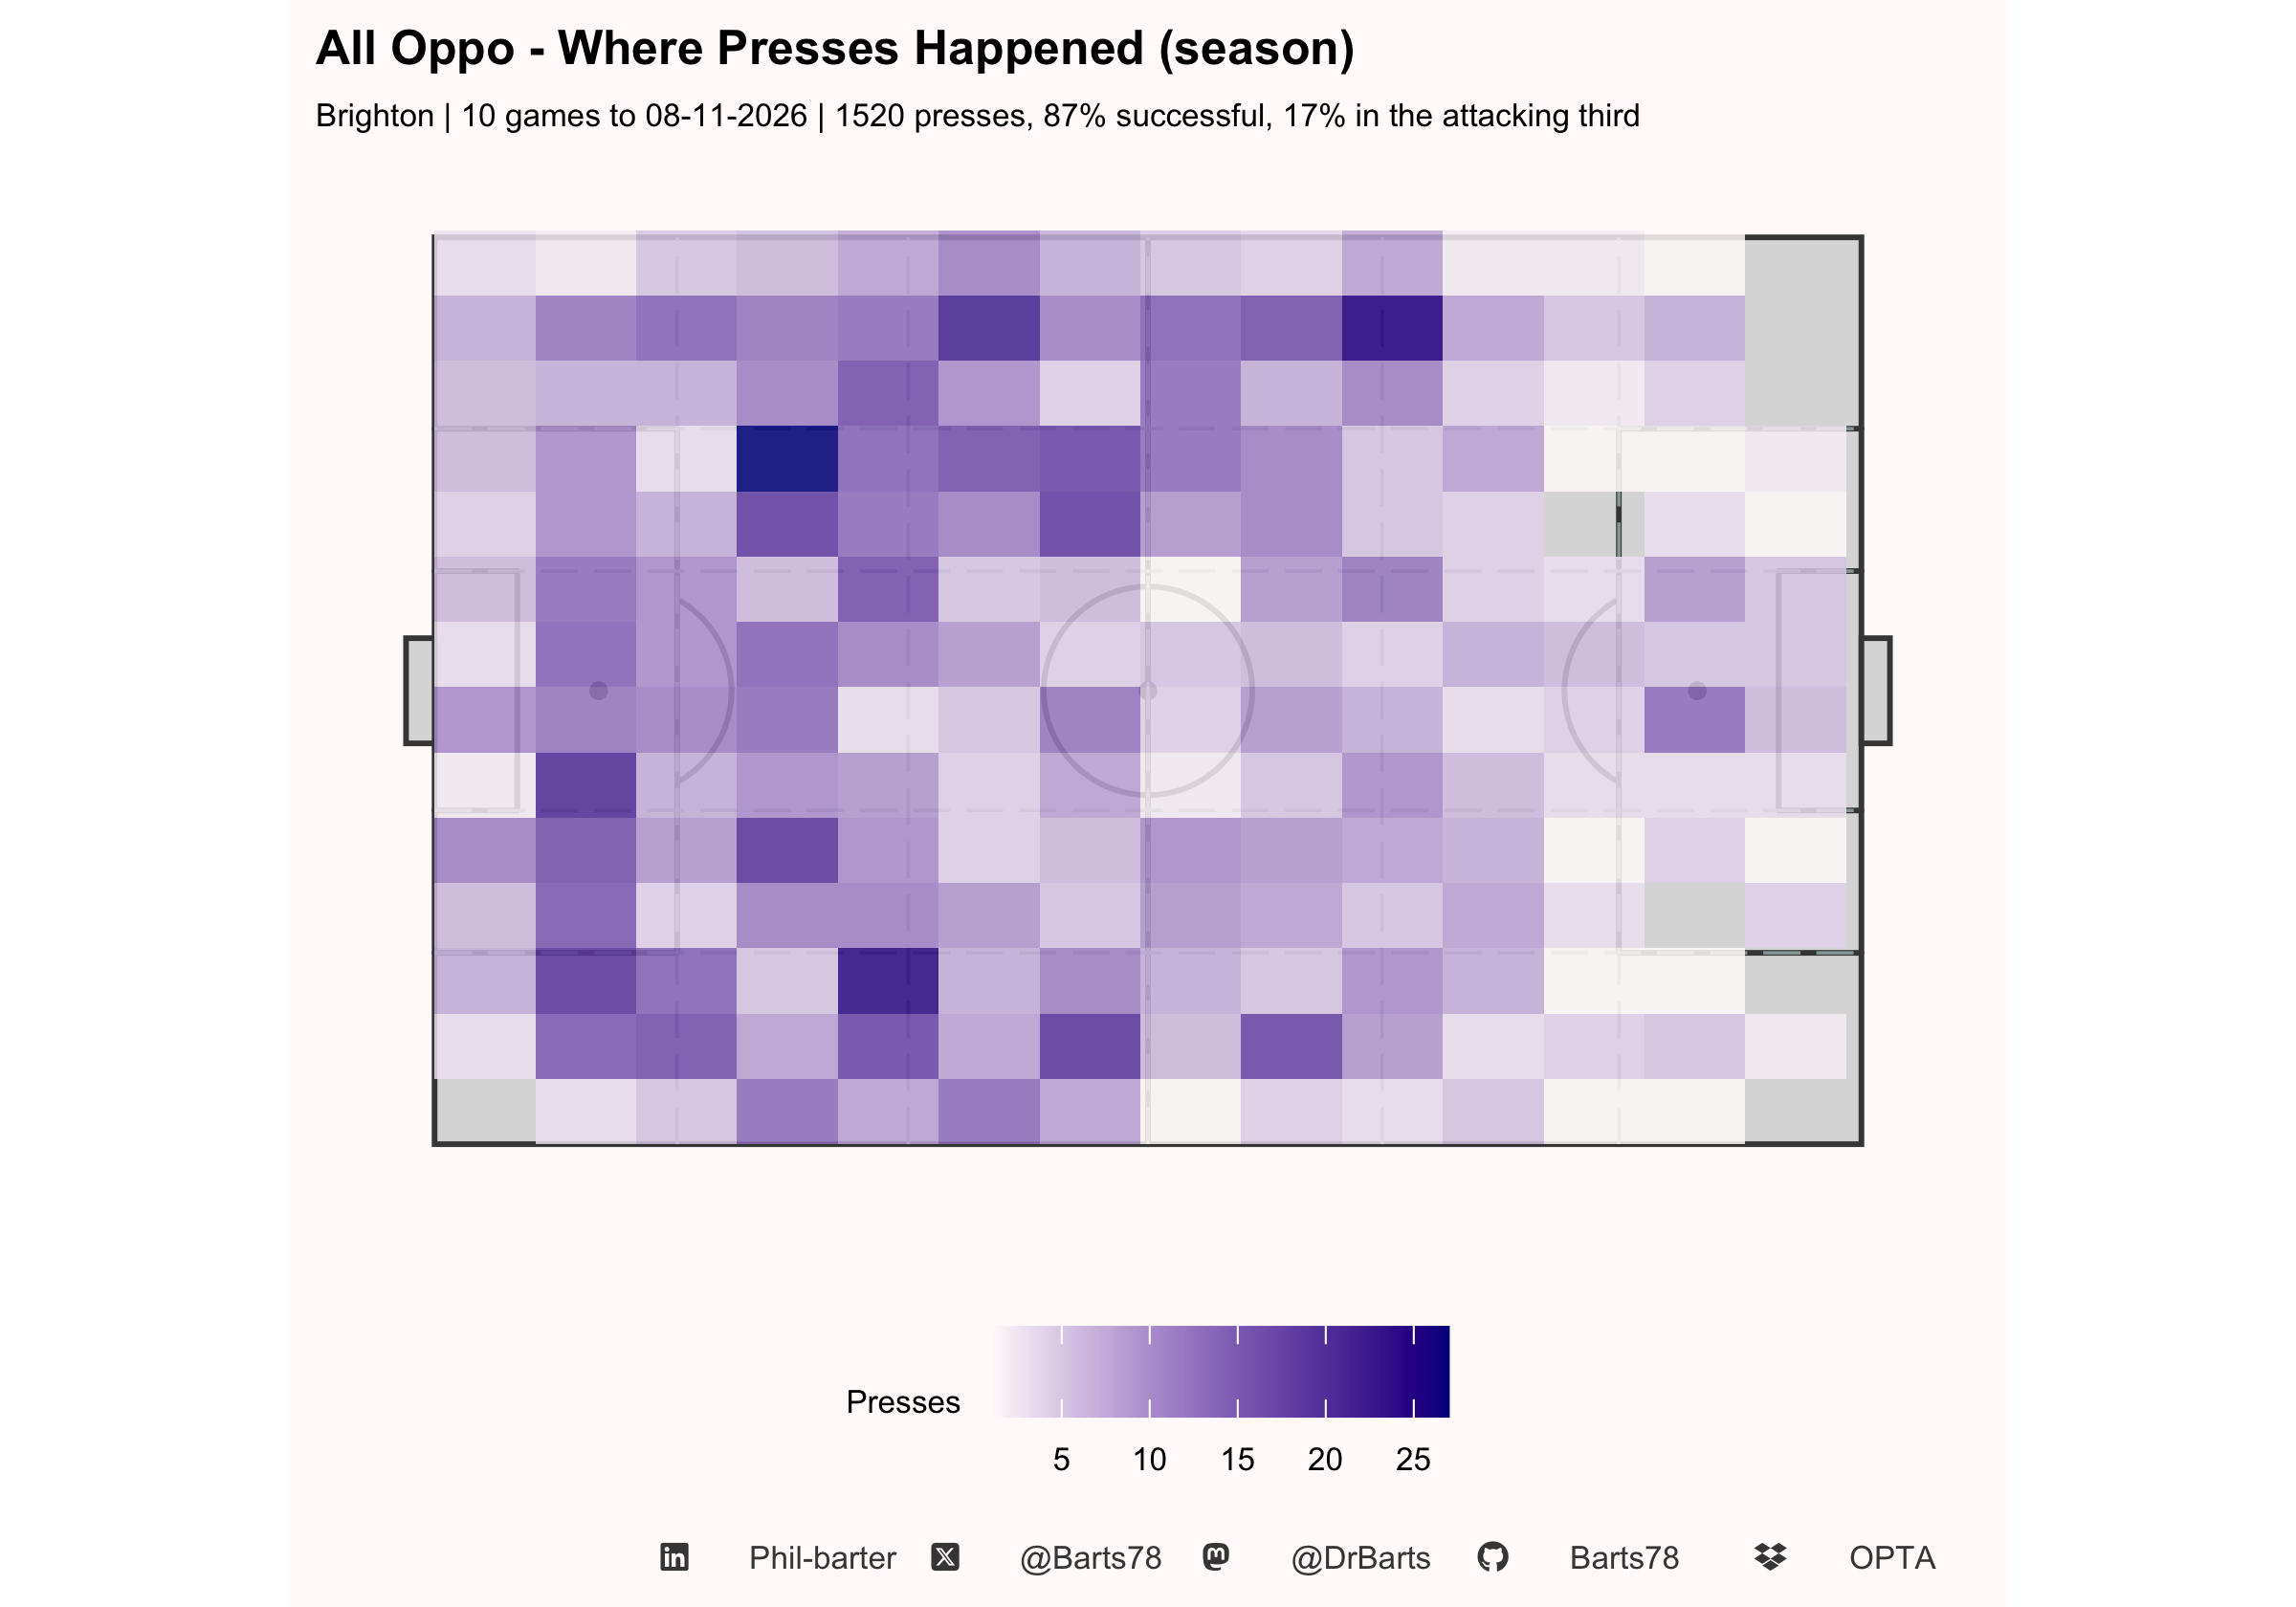 All Oppo - Where Presses Happened (season)
Brighton | 10 games to 08-11-2026 | 1520 presses, 87% successful, 17% in the attacking third
Presses
5 10 15 20 25
Phil-barter @Barts78 @DrBarts Barts78 OPTA